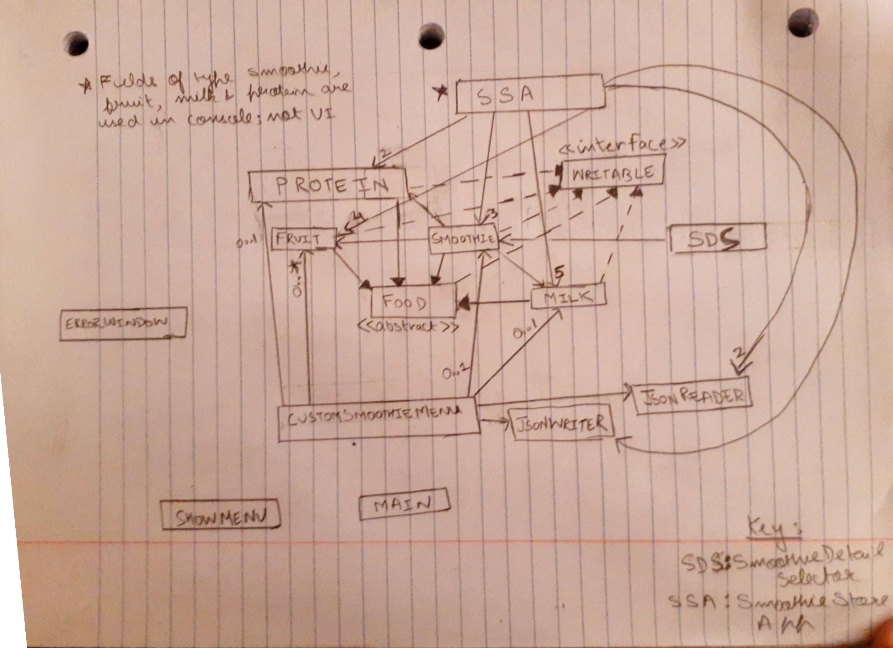 * Fields of type smoothie,
fruit, milk & protein are
used in console; not UI
* SSA
2
<<interface>>
WRITABLE
PROTEIN
4
3
0..1
FRUIT
SMOOTHIE
SDS
0..*
5
FOOD
MILK
<<abstract>>
ERRORWINDOW
0..1
2
0..1
JSONREADER
CUSTOMSMOOTHIEMENU
JSONWRITER
SHOWMENU
MAIN
Key:
SDS: SmoothieDetail
Selector
SSA: SmoothieStore
App